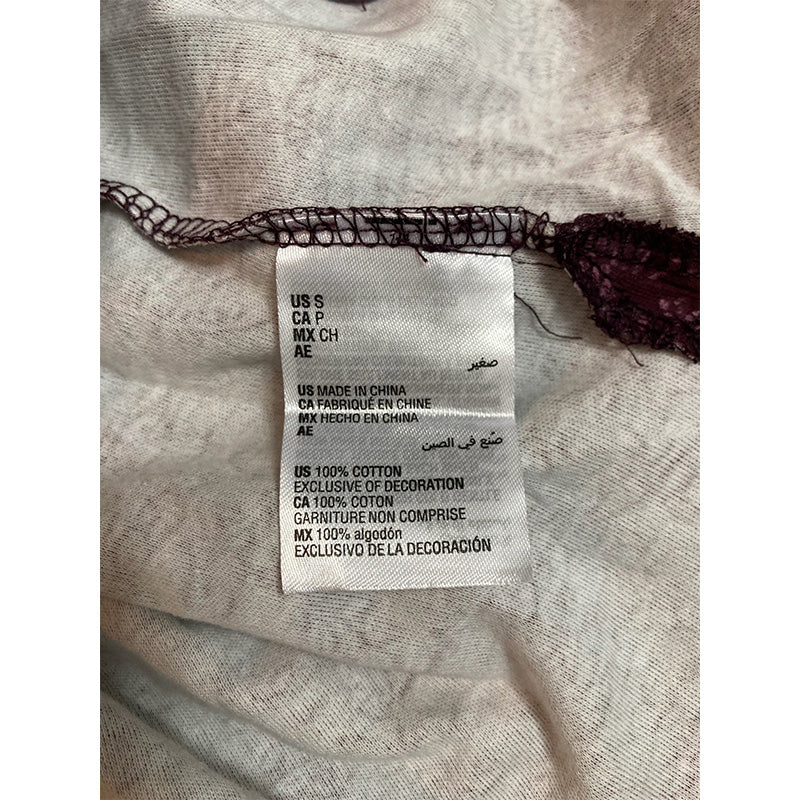 US S
CA P
MX CH
AE
صغير
US MADE IN CHINA
CA FABRIQUÉ EN CHINE
MX HECHO EN CHINA
AE
صنع في الصين
US 100% COTTON
EXCLUSIVE OF DECORATION
CA 100% COTON
GARNITURE NON COMPRISE
MX 100% algodón
EXCLUSIVO DE LA DECORACIÓN